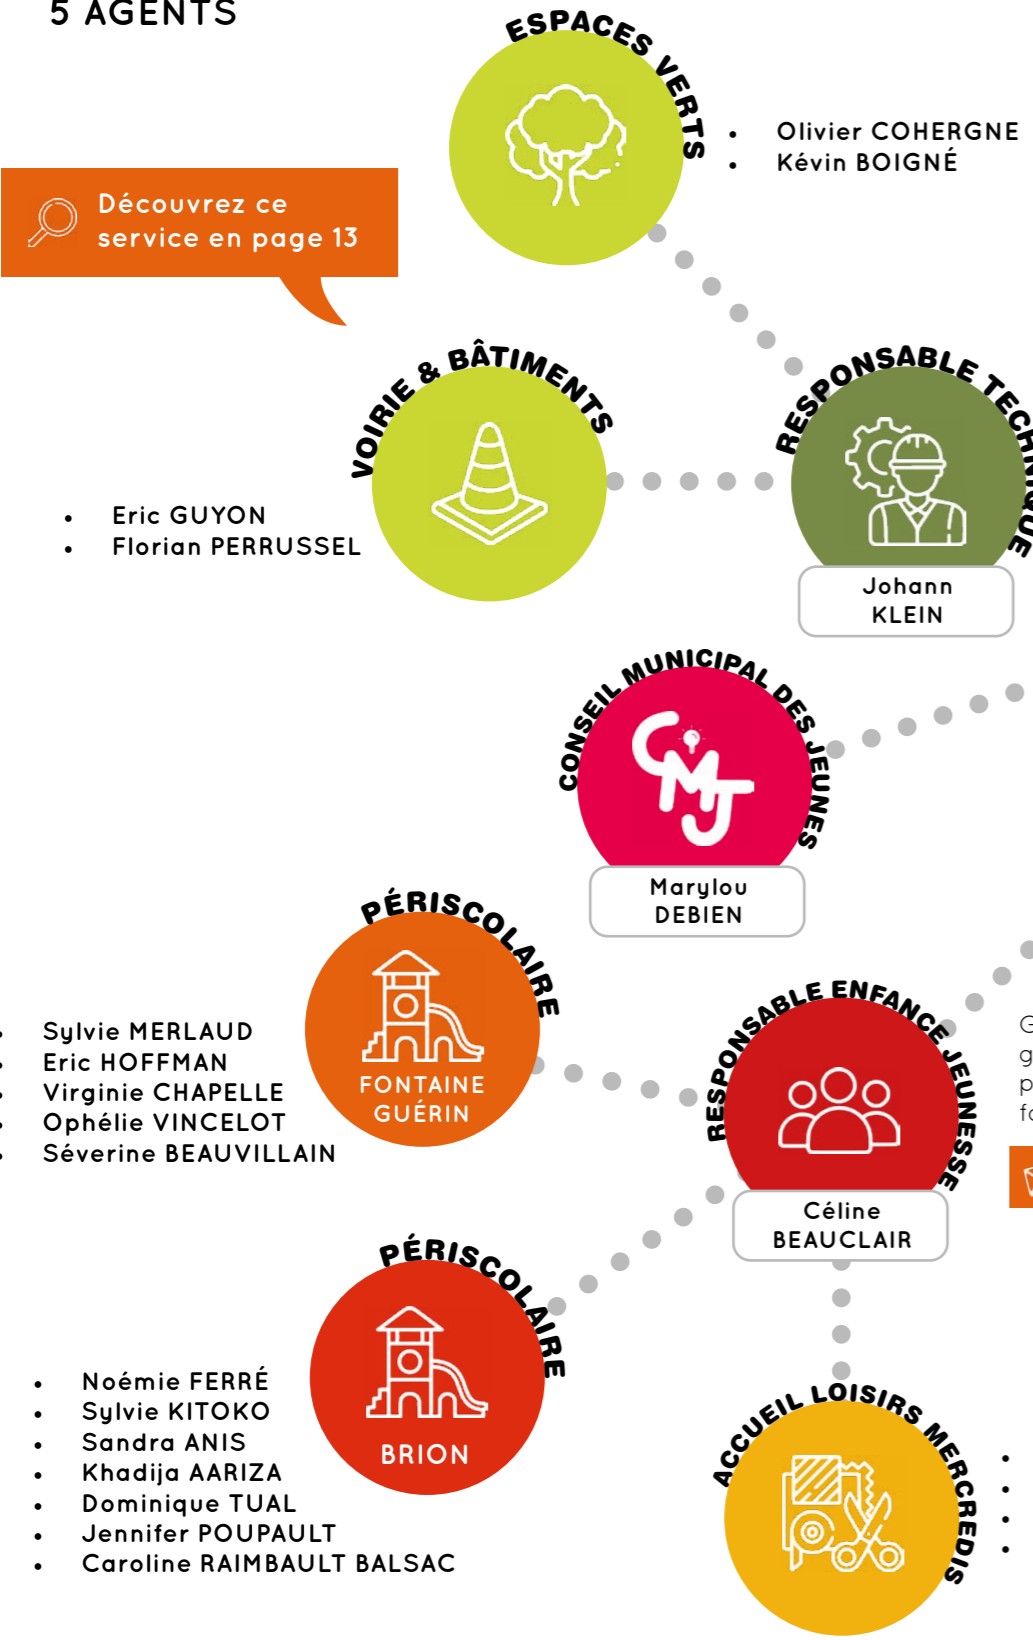 5 AGENTS
ESPACES VERTS
• Olivier COHERGNE
• Kévin BOIGNÉ
Découvrez ce
service en page 13
VOIRIE & BÂTIMENTS
RESPONSABLE TECHNIQUE
• Eric GUYON
• Florian PERRUSSEL
Johann
KLEIN
CONSEIL MUNICIPAL DES JEUNES
CMJ
Marylou
DEBIEN
PÉRISCOLAIRE
FONTAINE
GUÉRIN
• Sylvie MERLAUD
• Eric HOFFMAN
• Virginie CHAPELLE
• Ophélie VINCELOT
• Séverine BEAUVILLAIN
RESPONSABLE ENFANCE JEUNESSE
Céline
BEAUCLAIR
PÉRISCOLAIRE
BRION
• Noémie FERRÉ
• Sylvie KITOKO
• Sandra ANIS
• Khadija AARIZA
• Dominique TUAL
• Jennifer POUPAULT
• Caroline RAIMBAULT BALSAC
ACCUEIL LOISIRS MERCREDIS